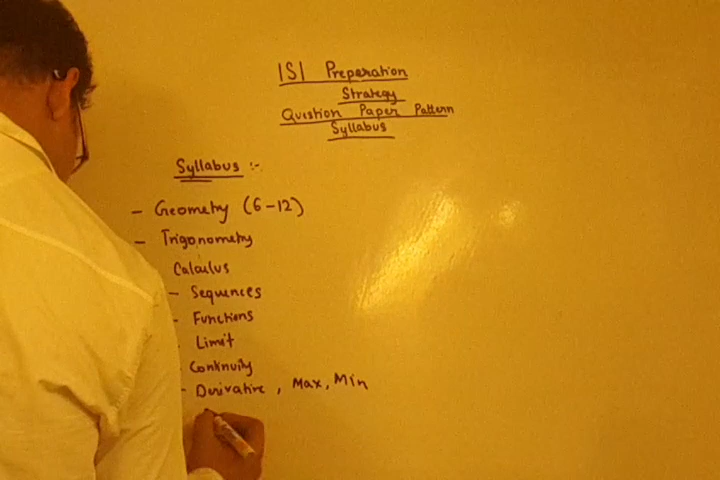 ISI Preparation
Strategy
Question Paper Pattern
Syllabus
Syllabus :-
- Geometry (6-12)
- Trigonometry
Calculus
- Sequences
- Functions
- Limit
Continuity
- Derivative, Max, Min